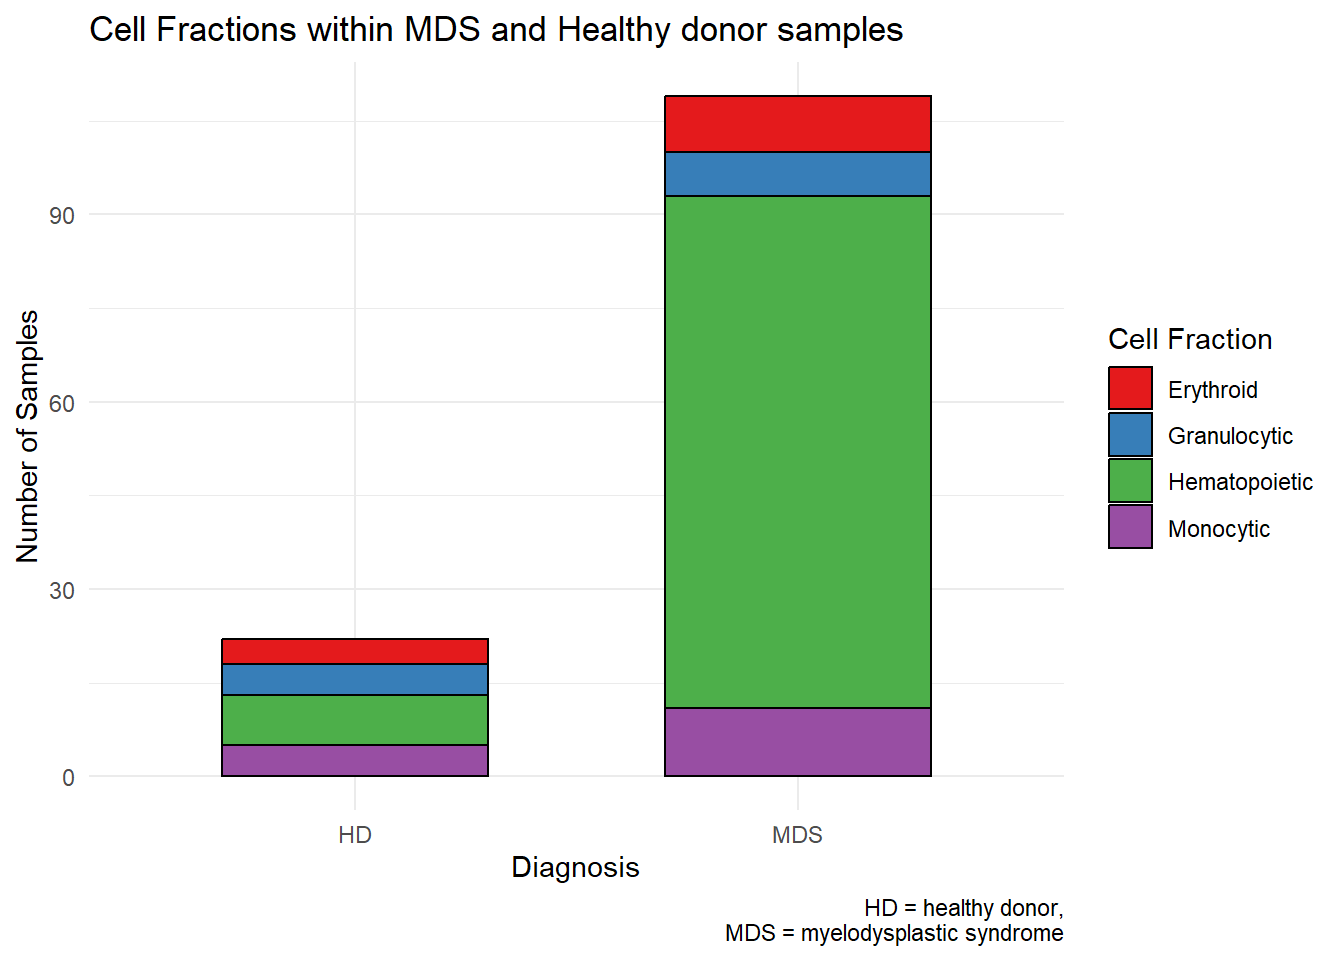 Cell Fractions within MDS and Healthy donor samples
Number of Samples
90
60
30
0
HD
MDS
Diagnosis
Cell Fraction
Erythroid
Granulocytic
Hematopoietic
Monocytic
HD = healthy donor,
MDS = myelodysplastic syndrome